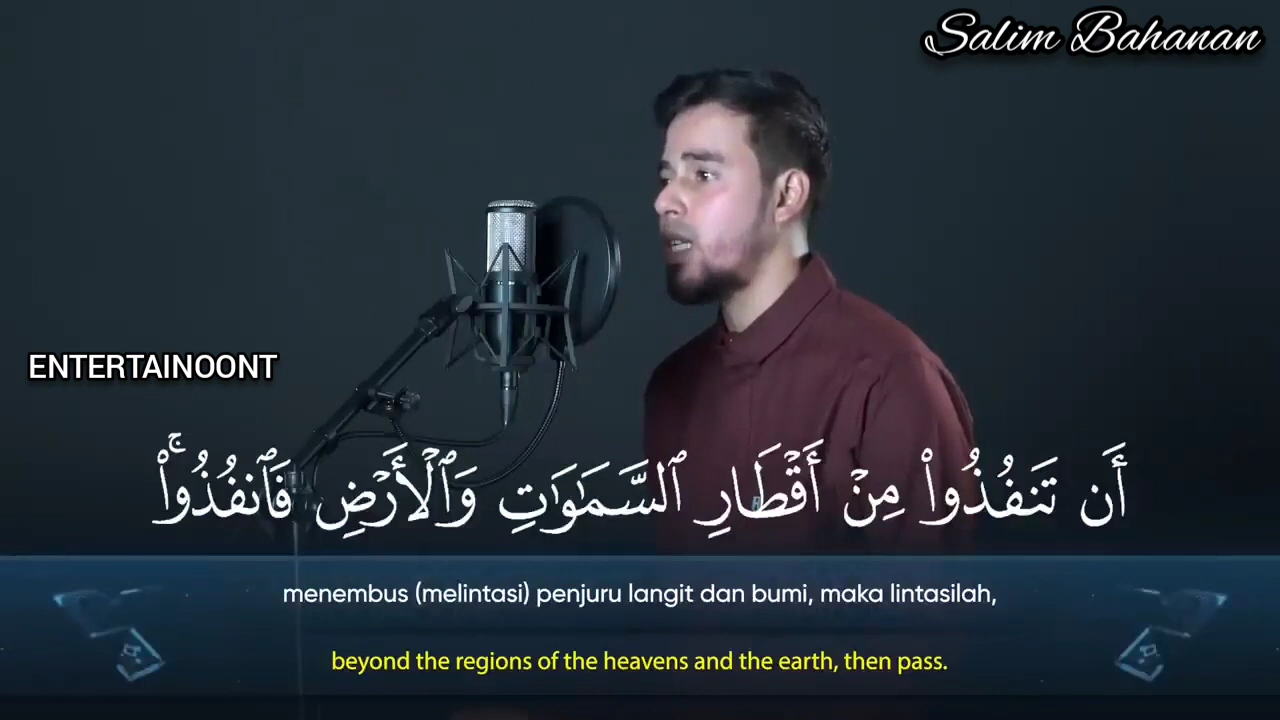 Salim Bahanan
ENTERTAINOONT
أَن تَنفُذُوا۟ مِنْ أَقْطَارِ ٱلسَّمَـٰوَٰتِ وَٱلْأَرْضِ فَٱنفُذُوا۟ ۚ
menembus (melintasi) penjuru langit dan bumi, maka lintasilah,
beyond the regions of the heavens and the earth, then pass.